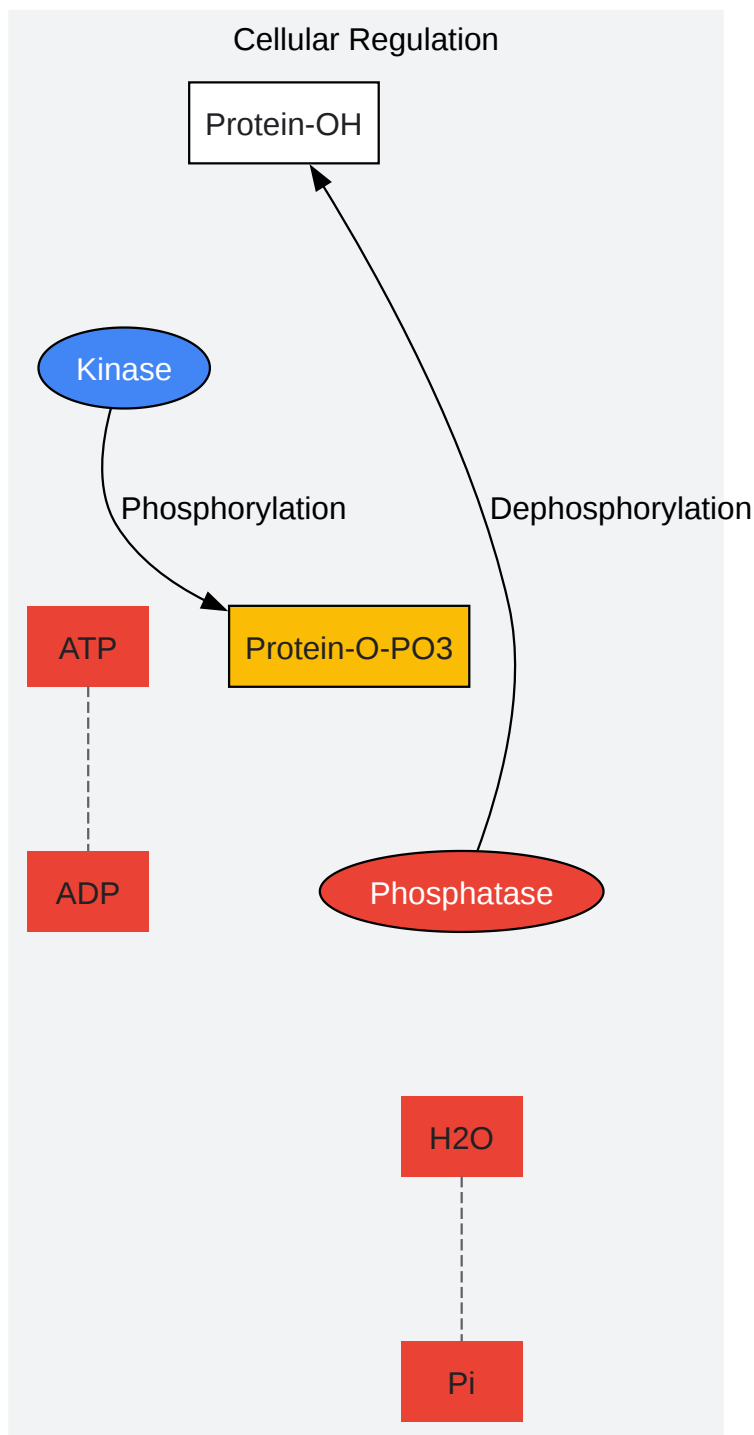 Cellular Regulation
Protein-OH
Kinase
Phosphorylation
Dephosphorylation
ATP
Protein-O-PO3
ADP
Phosphatase
H2O
Pi